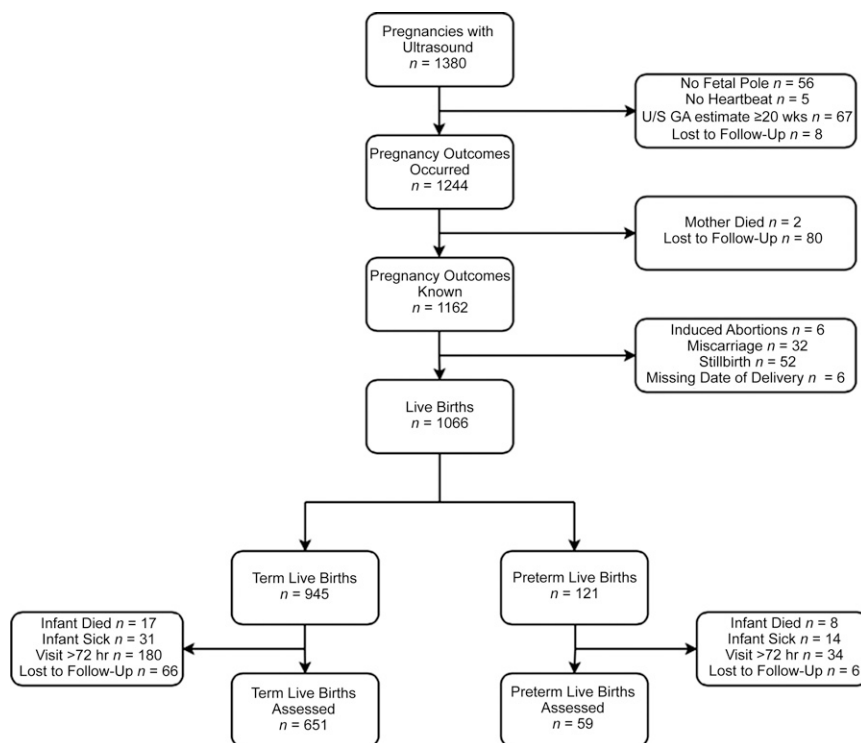 Pregnancies with
Ultrasound
n = 1380
No Fetal Pole n = 56
No Heartbeat n = 5
U/S GA estimate ≥20 wks n = 67
Lost to Follow-Up n = 8
Pregnancy Outcomes
Occurred
n = 1244
Mother Died n = 2
Lost to Follow-Up n = 80
Pregnancy Outcomes
Known
n = 1162
Induced Abortions n = 6
Miscarriage n = 32
Stillbirth n = 52
Missing Date of Delivery n = 6
Live Births
n = 1066
Term Live Births
n = 945
Preterm Live Births
n = 121
Infant Died n = 17
Infant Sick n = 31
Visit >72 hr n = 180
Lost to Follow-Up n = 66
Infant Died n = 8
Infant Sick n = 14
Visit >72 hr n = 34
Lost to Follow-Up n = 6
Term Live Births
Assessed
n = 651
Preterm Live Births
Assessed
n = 59